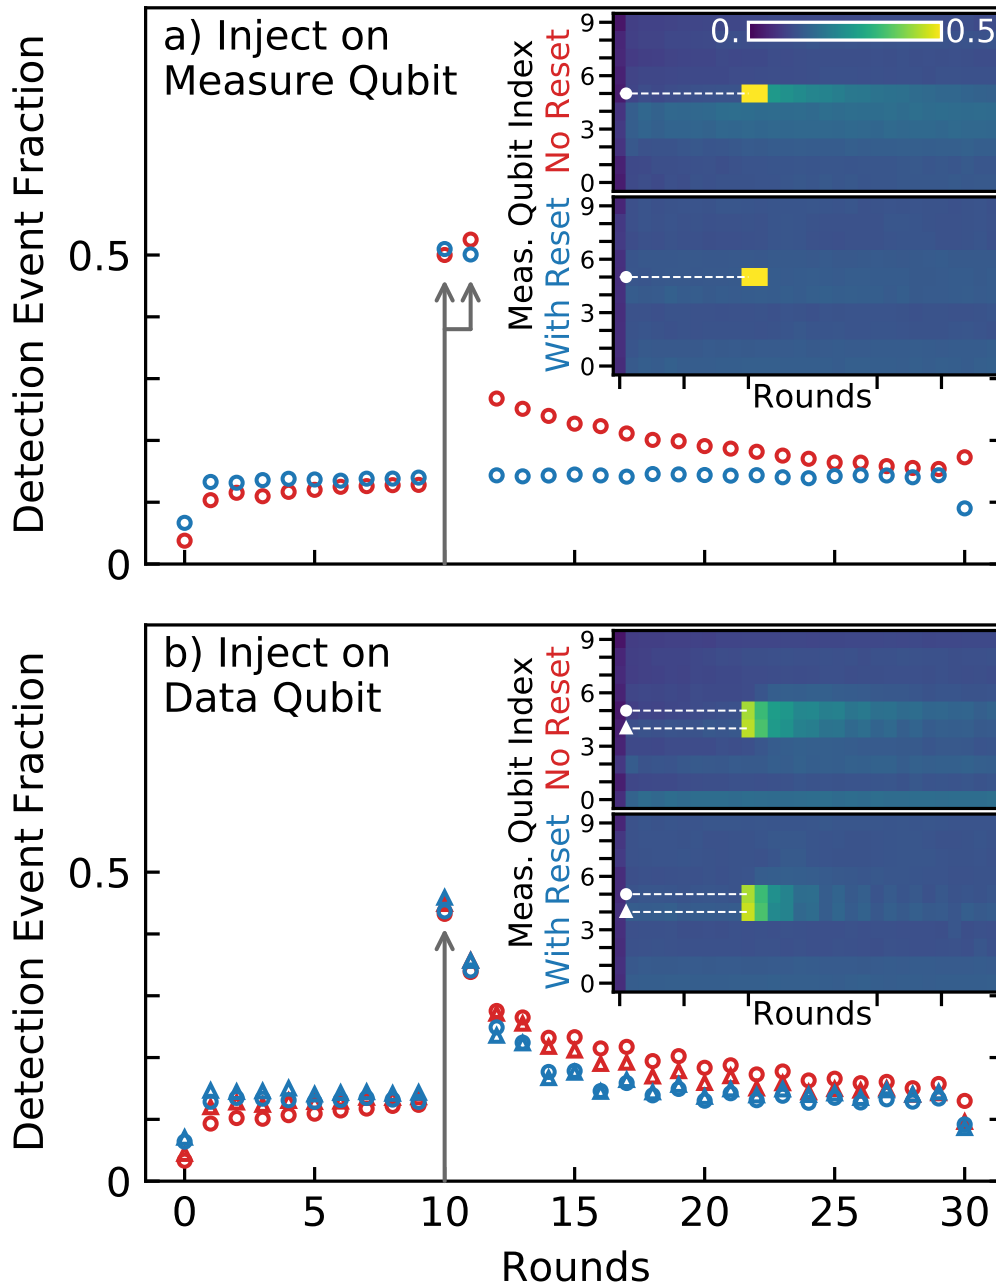 a) Inject on
Measure Qubit
Detection Event Fraction
0.5
0
Meas. Qubit Index
No Reset
With Reset
9
6
3
0
0.
0.5
9
6
3
0
Rounds
b) Inject on
Data Qubit
Detection Event Fraction
0.5
0
Meas. Qubit Index
No Reset
With Reset
9
6
3
0
9
6
3
0
Rounds
0 5 10 15 20 25 30
Rounds